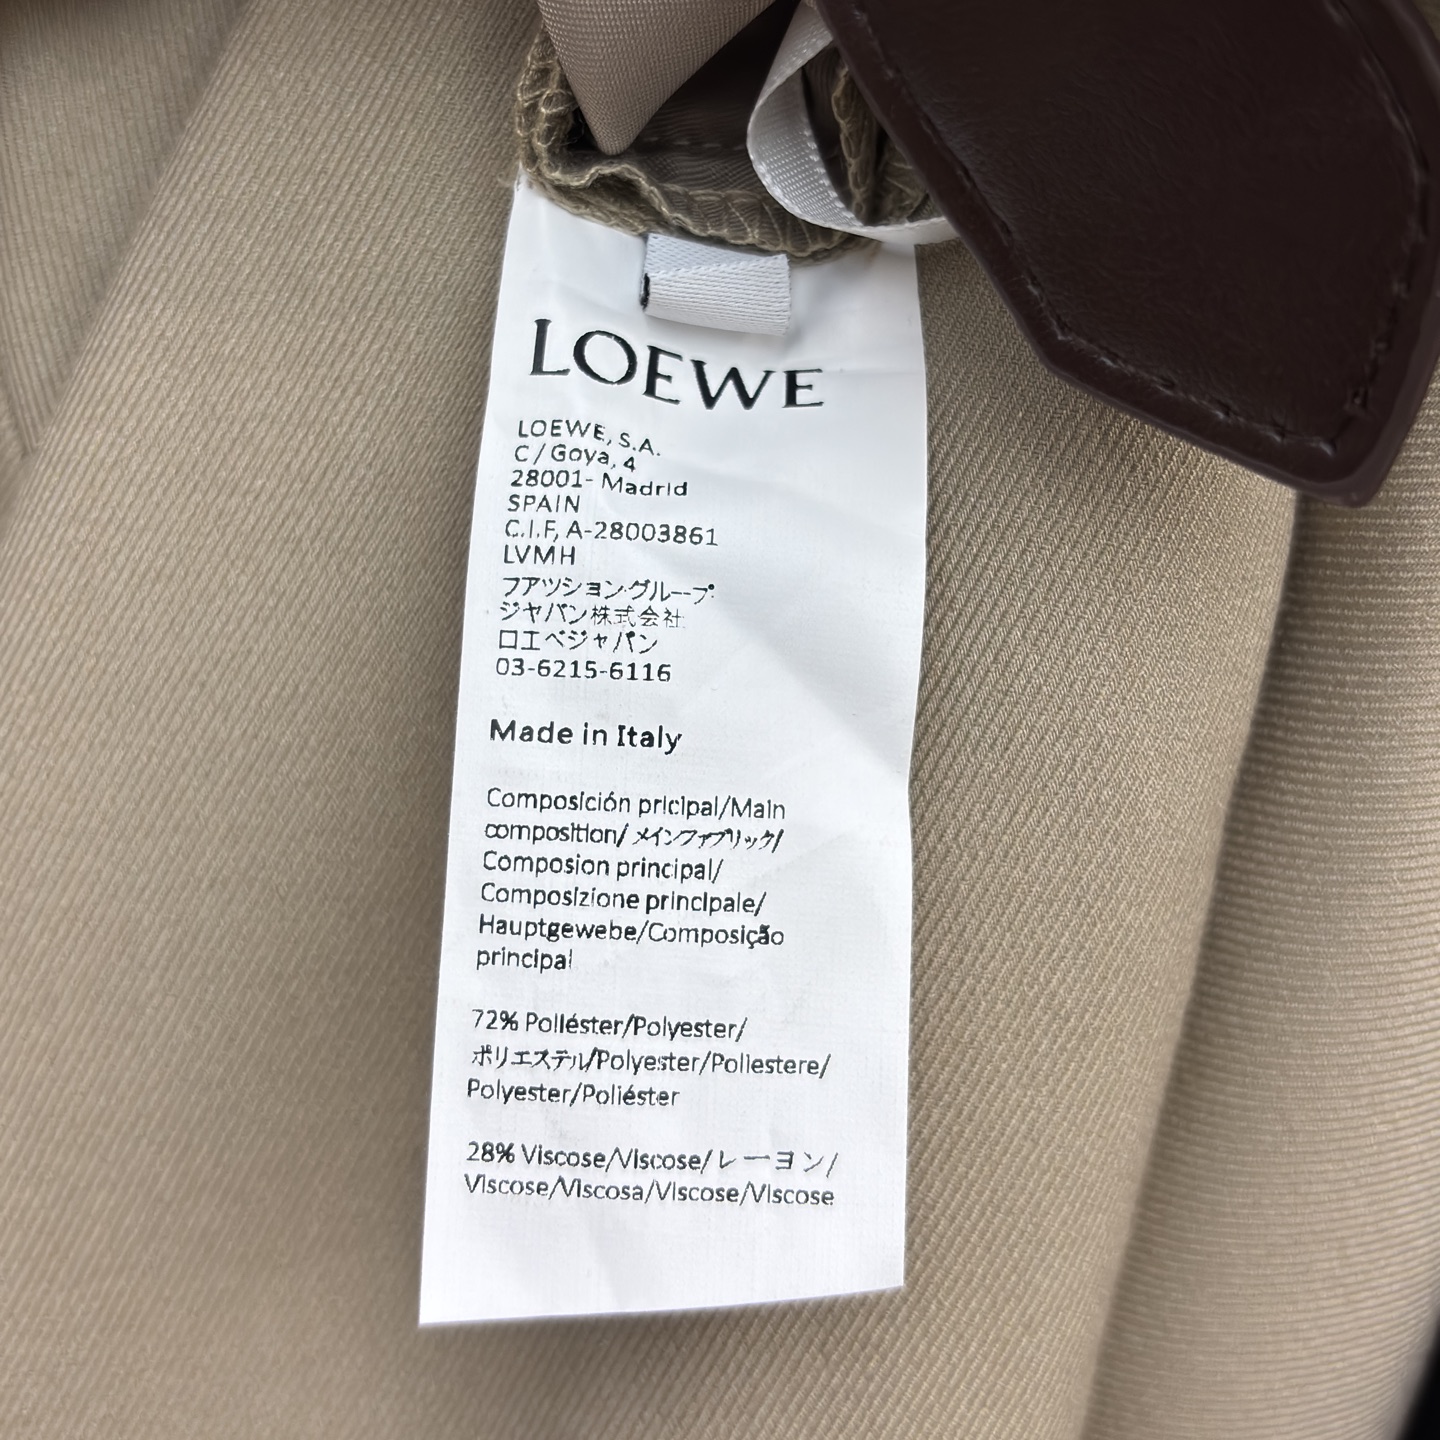 LOEWE
LOEWE, S.A.
C/Goya, 4
28001- Madrid
SPAIN
C.I.F, A-28003861
LVMH
フアツション·グループ
ジヤパン株式会社
ロエベジャパン
03-6215-6116
Made in Italy
Composición pricipal/Main
composition/メインファブリック/
Composion principal/
Composizione principale/
Hauptgewebe/Composição
principal
72% Poliéster/Polyester/
ポリエステル/Polyester/Poliestere/
Polyester/Poliéster
28% Viscose/Viscose/レーヨン/
Viscose/Viscosa/Viscose/Viscose